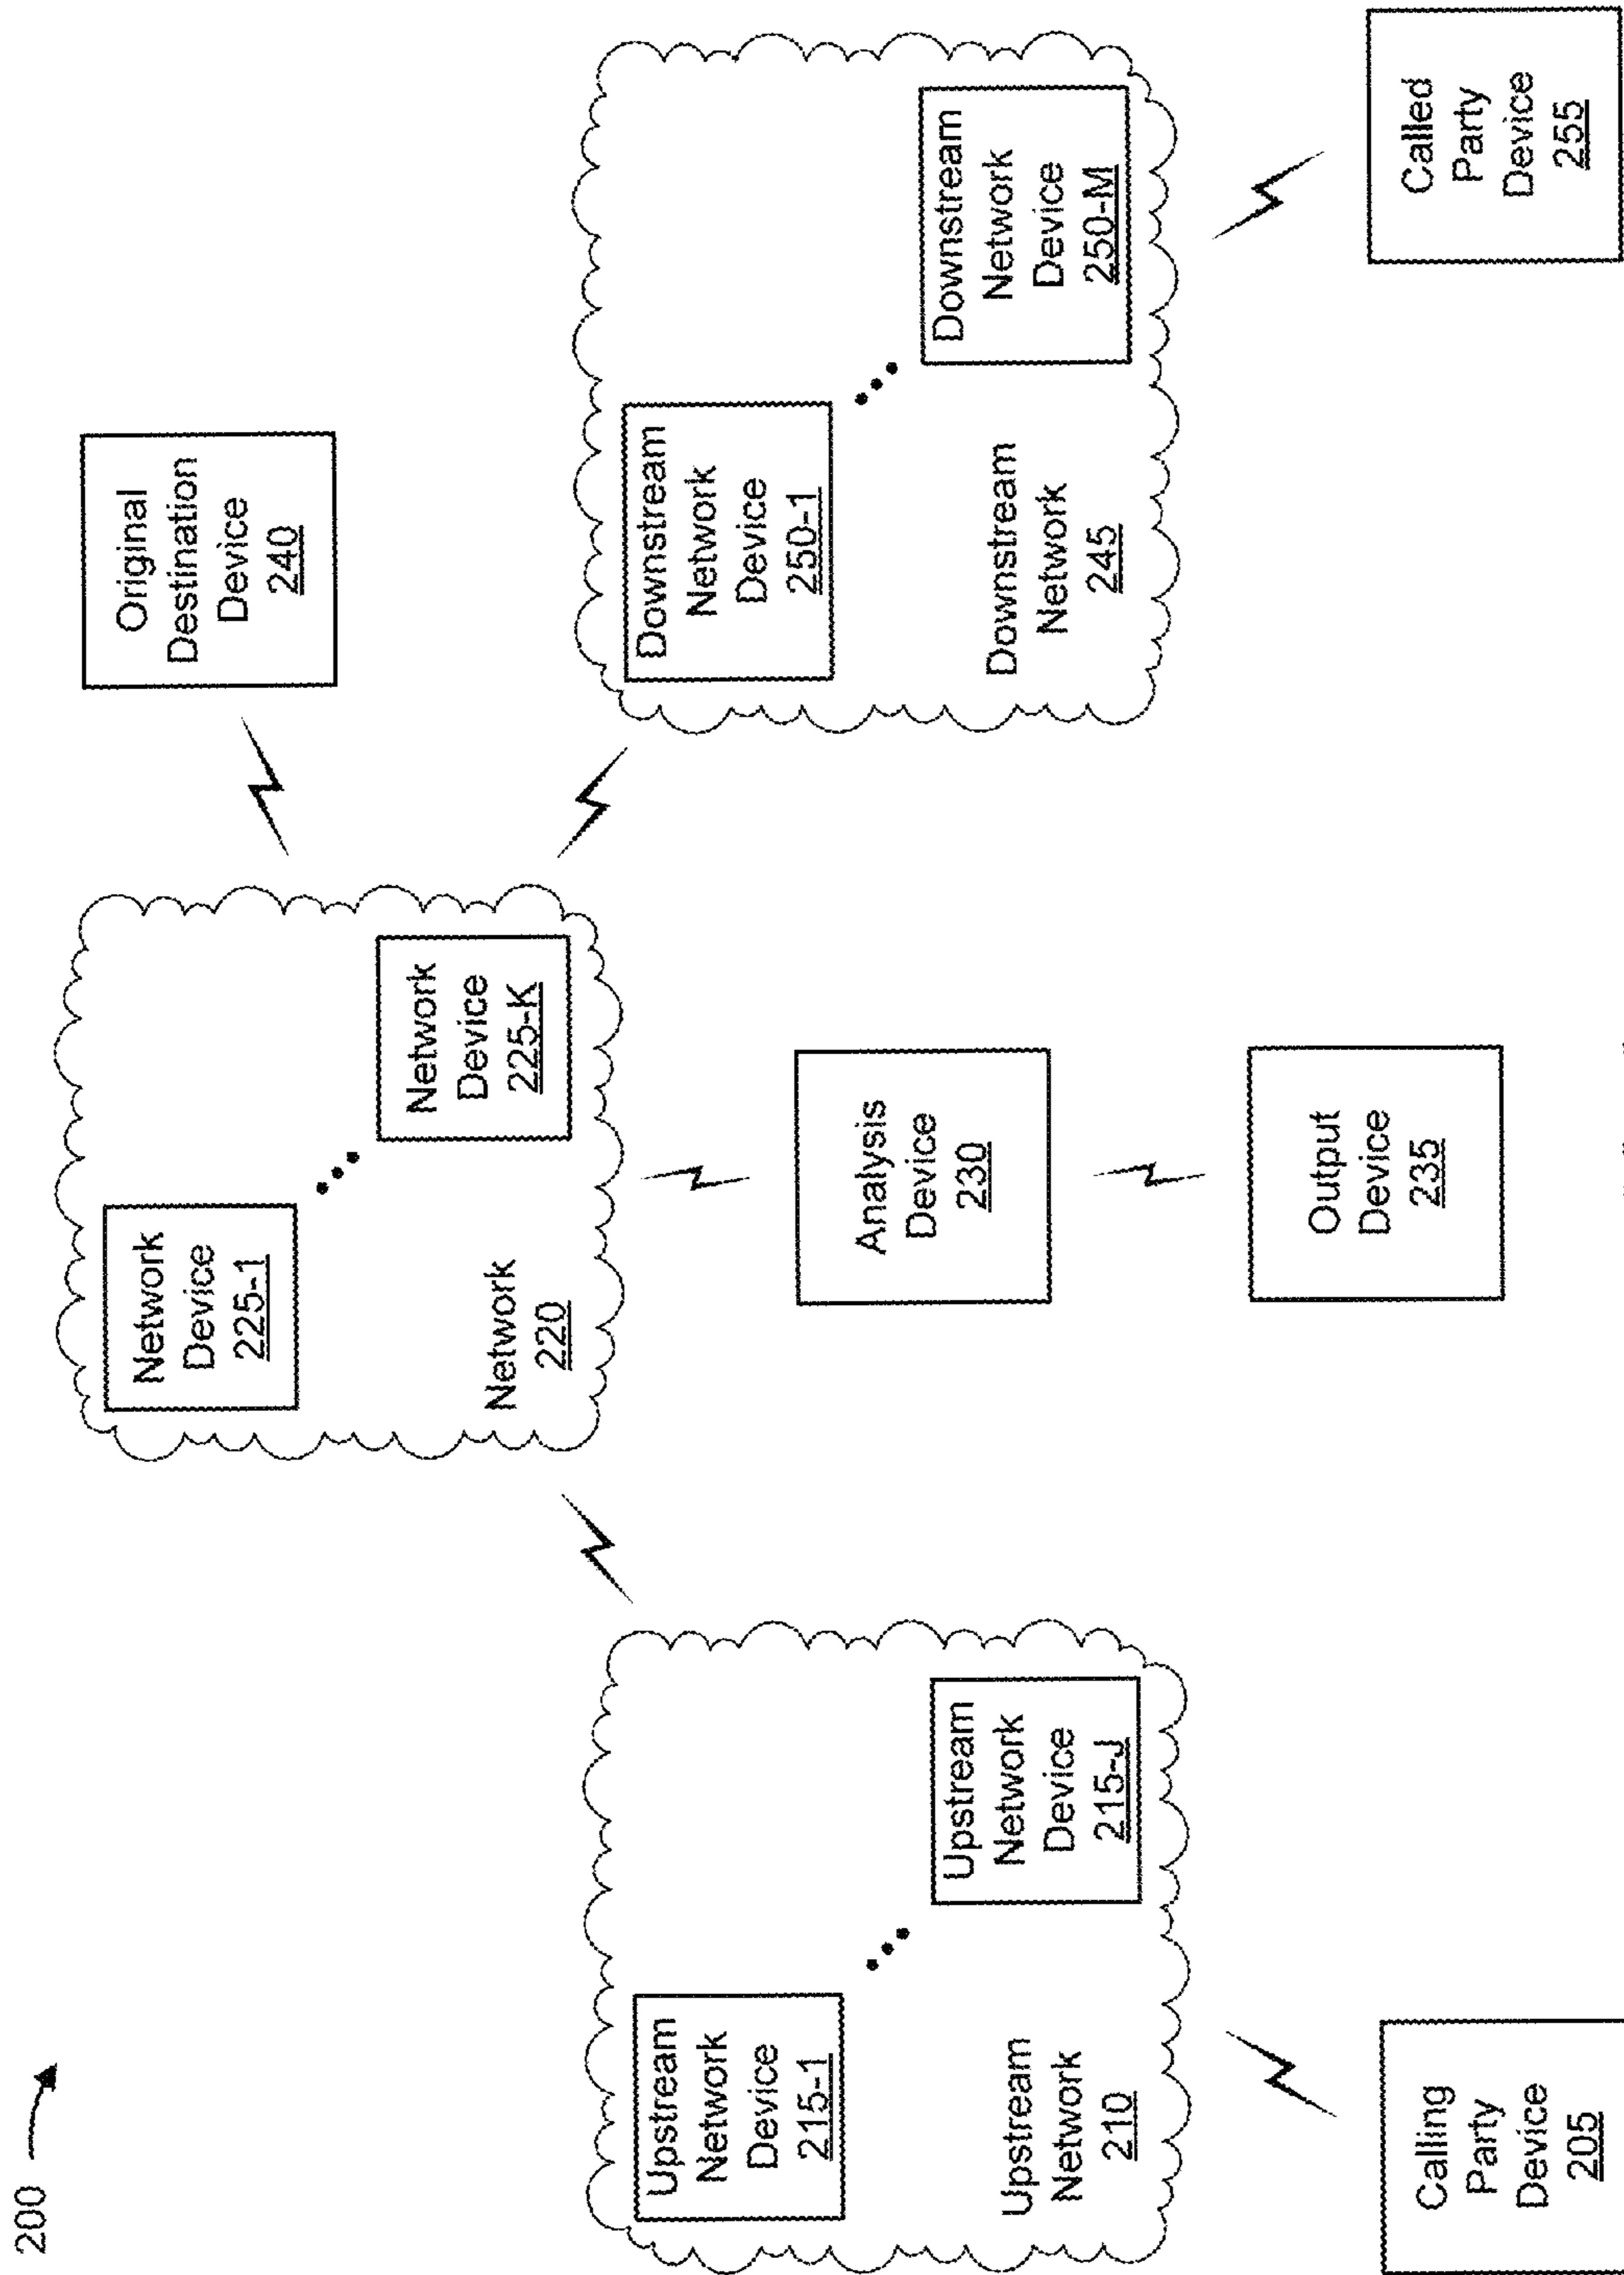 200
Network
Device
225-1
Network
Device
225-K
Network
220
Original
Destination
Device
240
Upstream
Network
Device
215-1
Upstream
Network
Device
215-J
Upstream
Network
210
Analysis
Device
230
Downstream
Network
Device
250-1
Downstream
Network
Device
250-M
Downstream
Network
245
Calling
Party
Device
205
Output
Device
235
Called
Party
Device
255